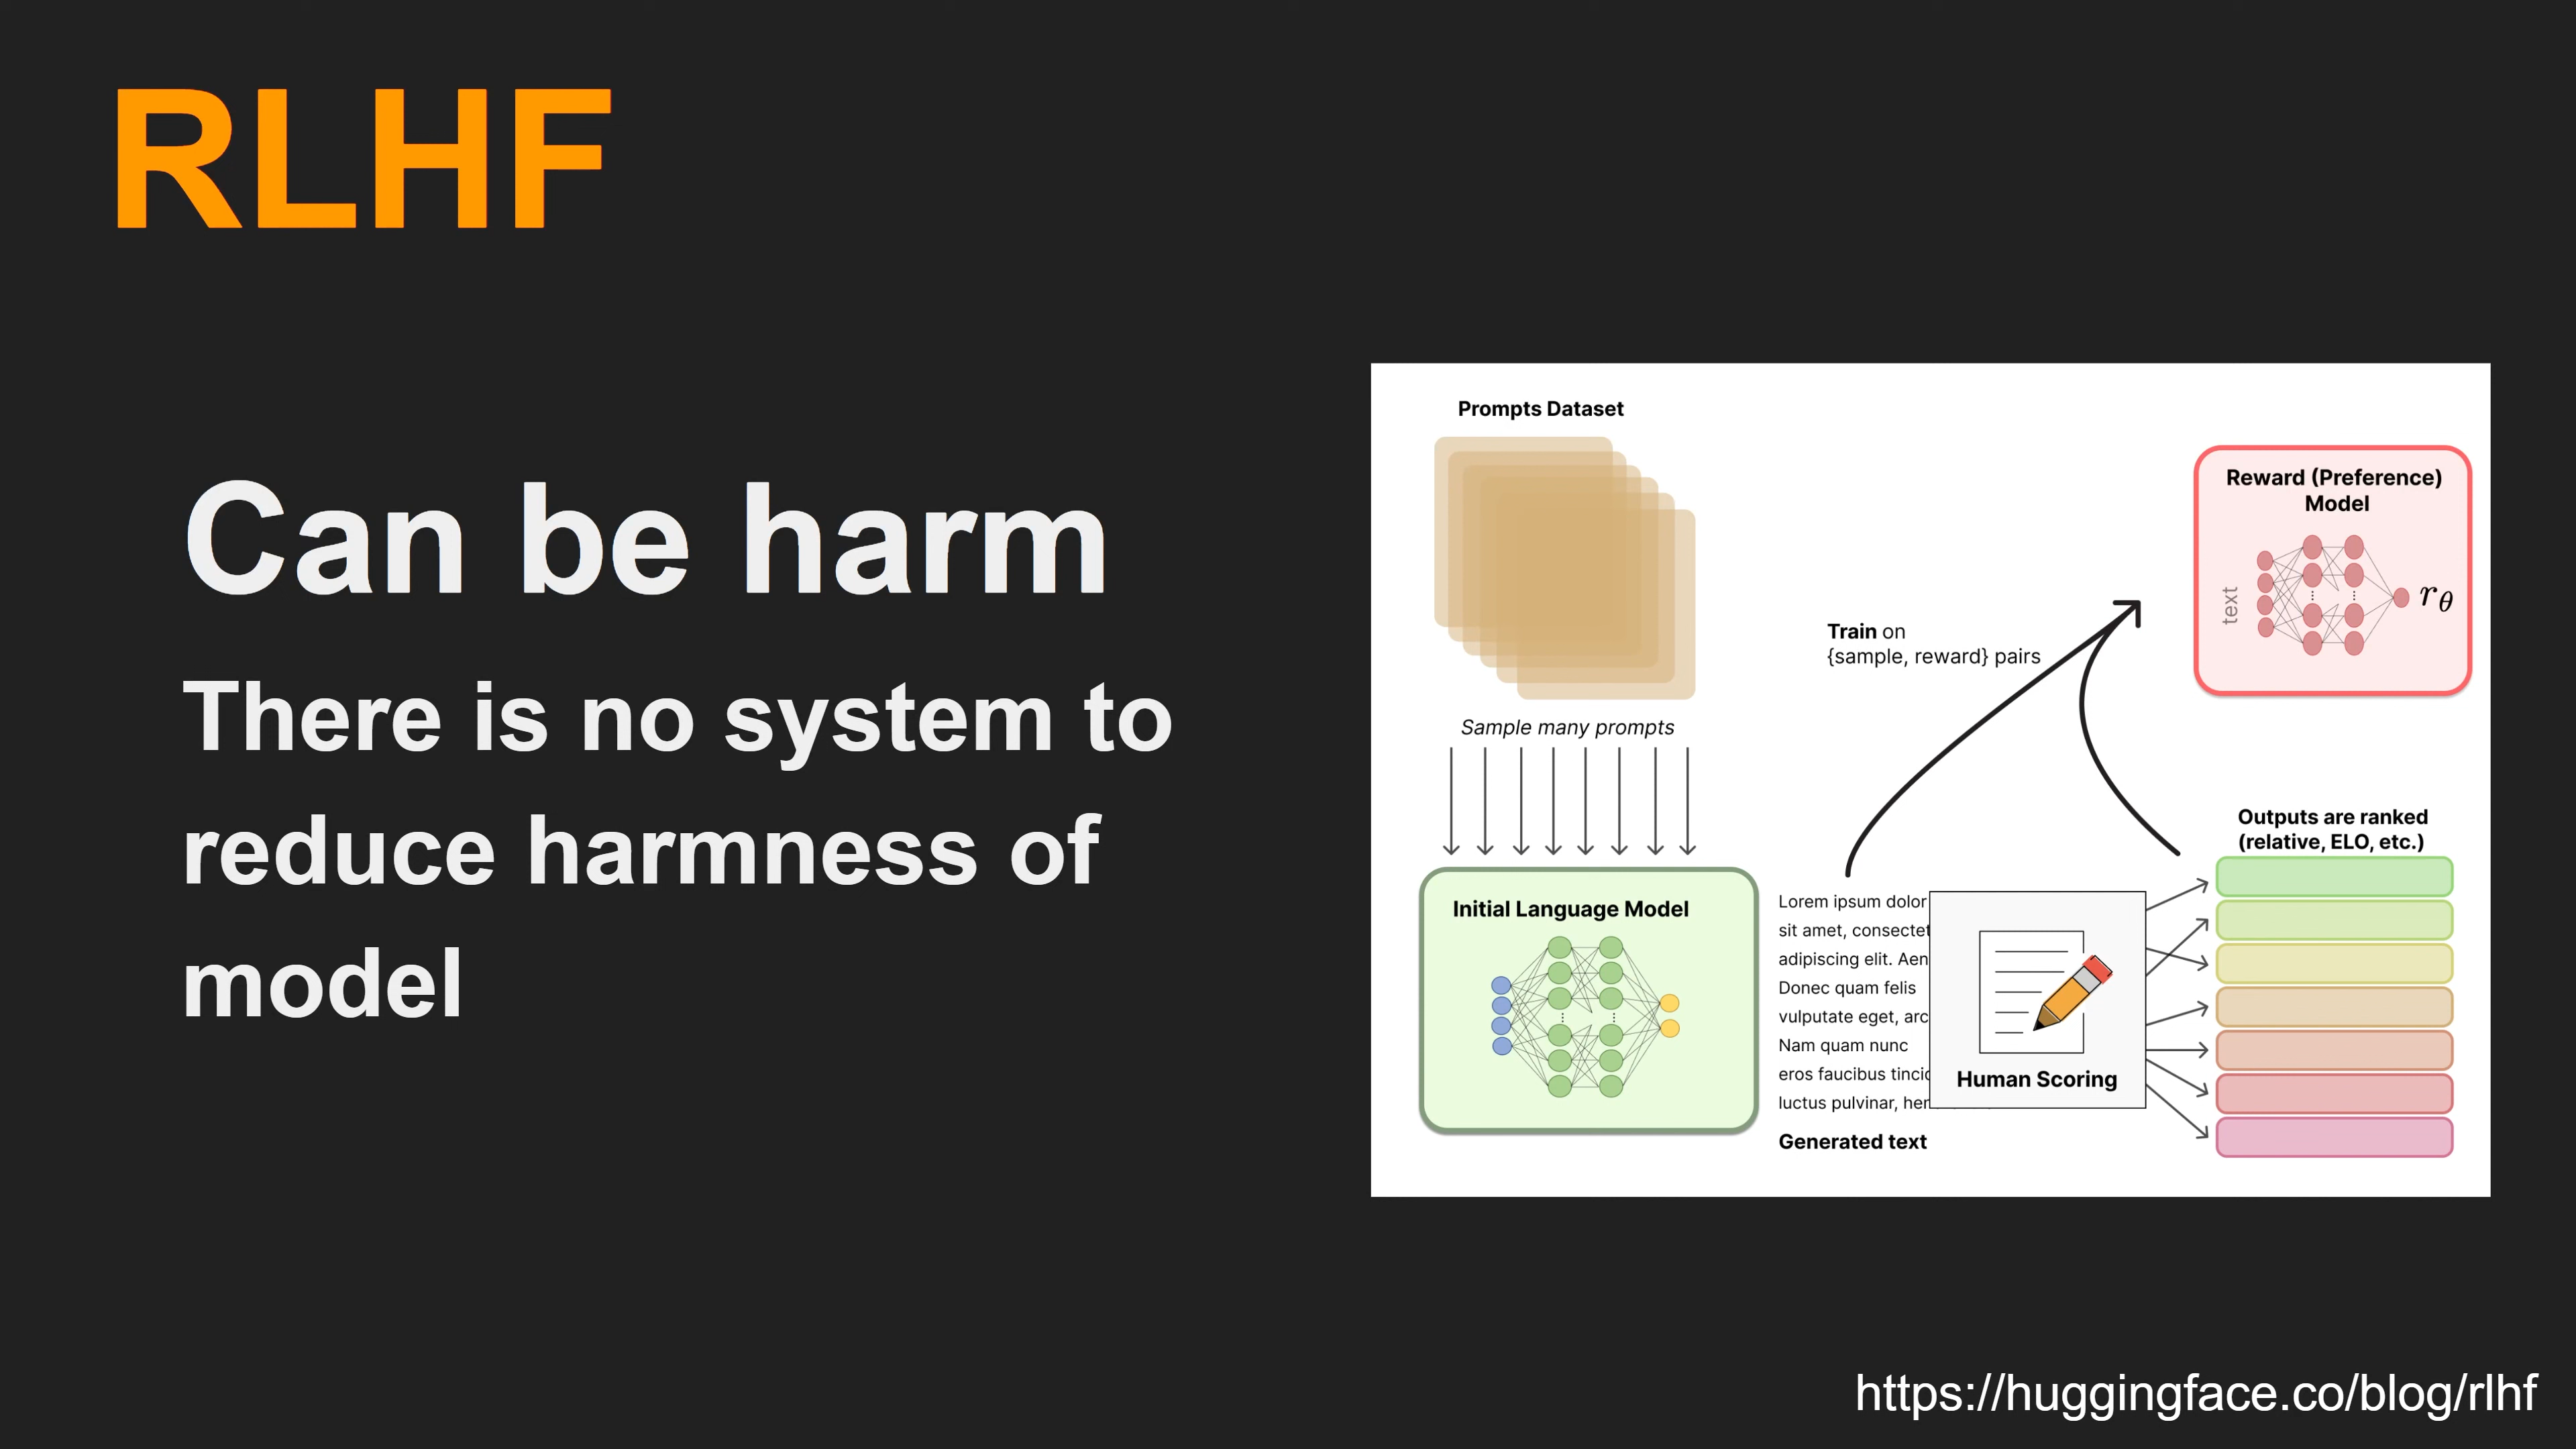 RLHF
Can be harm
There is no system to
reduce harmness of
model
Prompts Dataset
Sample many prompts
Initial Language Model
Train on
{sample, reward} pairs
Reward (Preference)
Model
text
r_θ
Outputs are ranked
(relative, ELO, etc.)
Lorem ipsum dolor
sit amet, consectet
adipiscing elit. Aen
Donec quam felis
vulputate eget, arc
Nam quam nunc
eros faucibus tincid
luctus pulvinar, her
Human Scoring
Generated text
https://huggingface.co/blog/rlhf